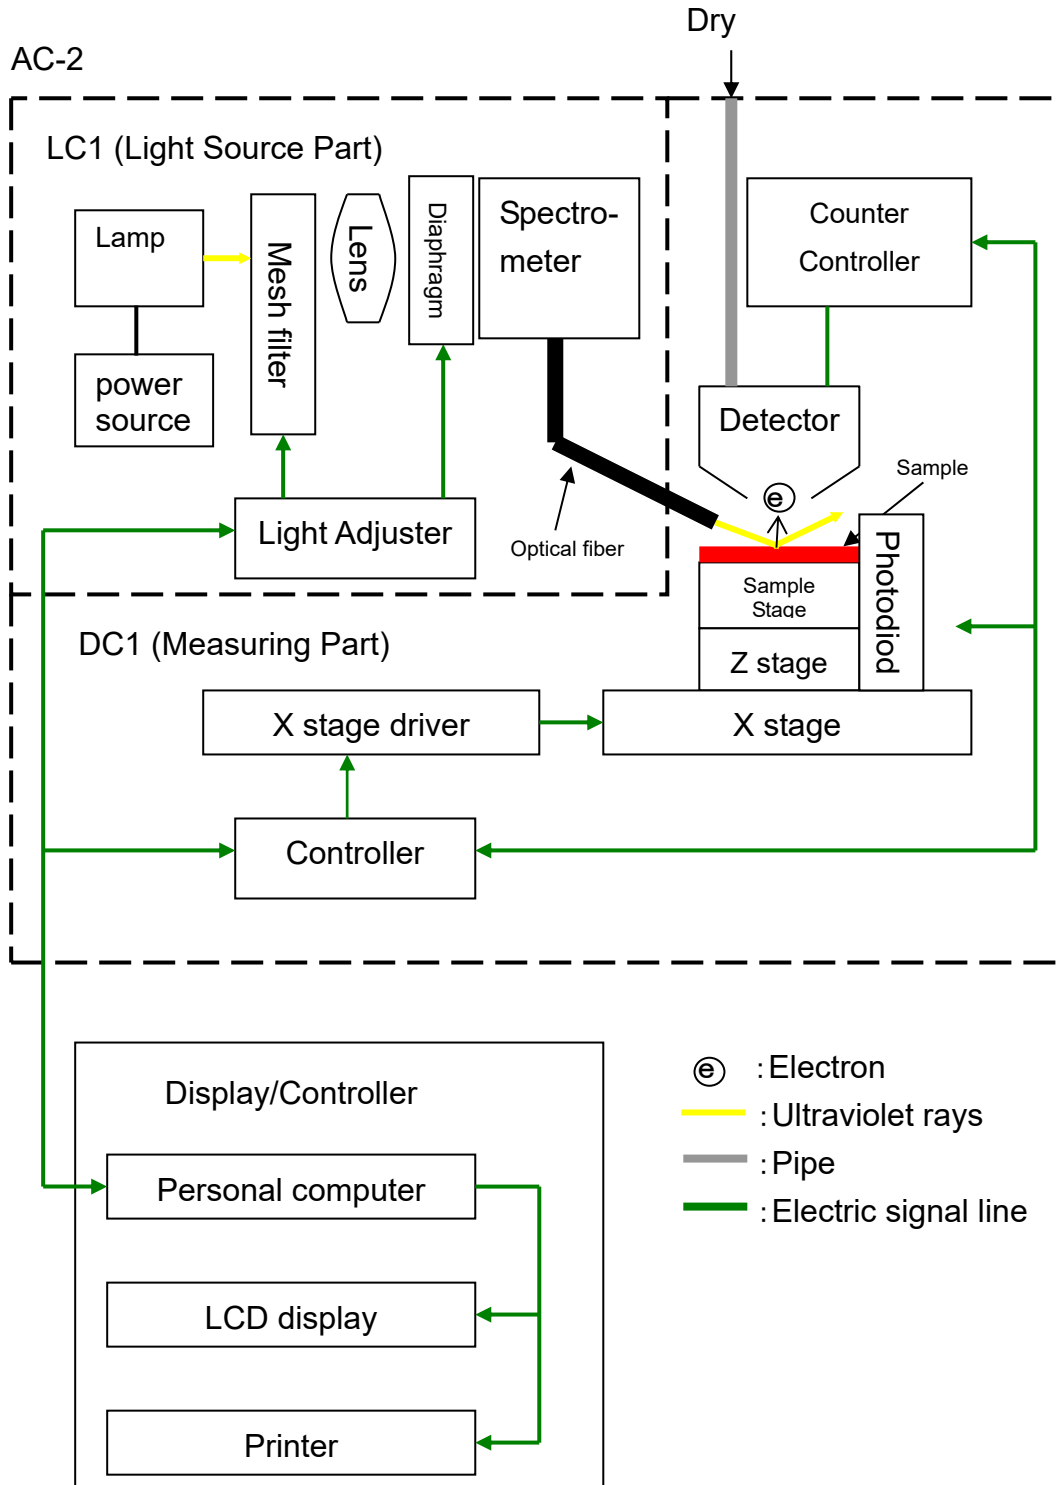 Dry
AC-2
LC1 (Light Source Part)
Lamp
power
source
Mesh filter
Lens
Diaphragm
Spectro-
meter
Counter
Controller
Detector
e
Sample
Optical fiber
Light Adjuster
Sample
Stage
Photodiod
Z stage
DC1 (Measuring Part)
X stage driver
X stage
Controller
Display/Controller
Personal computer
LCD display
Printer
e : Electron
: Ultraviolet rays
: Pipe
: Electric signal line